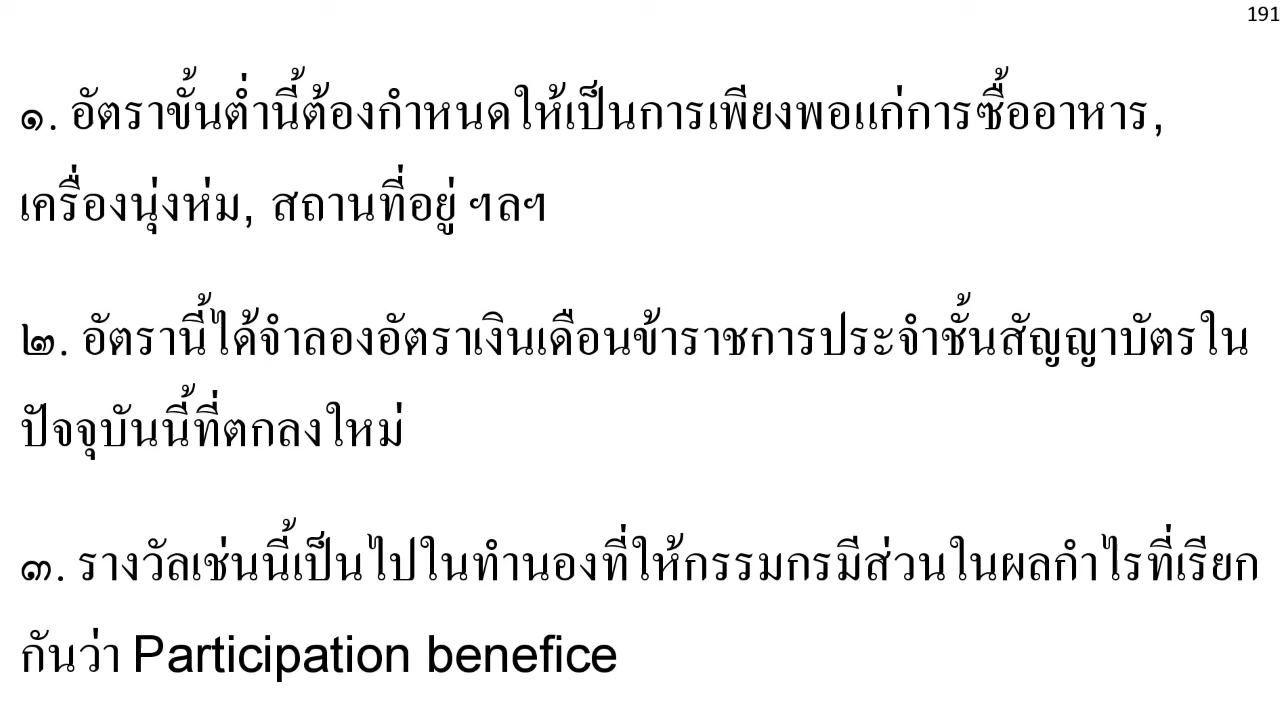 191
๑. อัตราขั้นต่ำนี้ต้องกำหนดให้เป็นการเพียงพอแก่การซื้ออาหาร,
เครื่องนุ่งห่ม, สถานที่อยู่ ฯลฯ
๒. อัตรานี้ได้จำลองอัตราเงินเดือนข้าราชการประจำชั้นสัญญาบัตรใน
ปัจจุบันนี้ที่ตกลงใหม่
๓. รางวัลเช่นนี้เป็นไปในทำนองที่ให้กรรมกรมีส่วนในผลกำไรที่เรียก
กันว่า Participation benefice